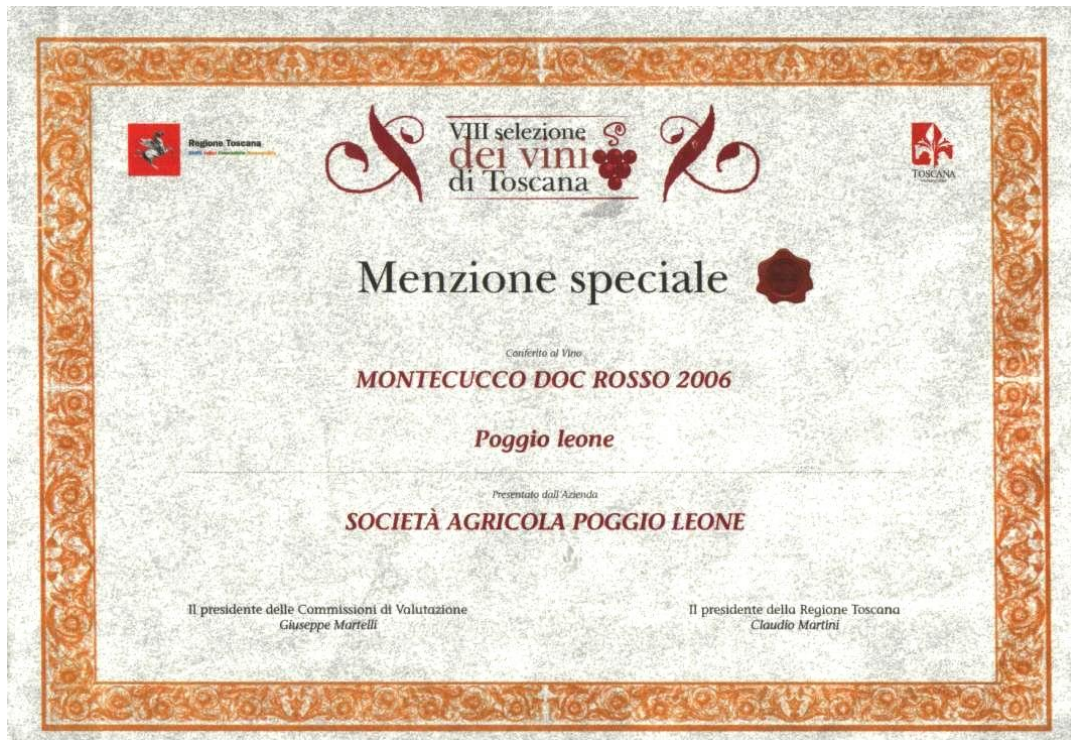 Regione Toscana
VIII selezione
dei vini
di Toscana
TOSCANA
Menzione speciale
Conferito al Vino
MONTECUCCO DOC ROSSO 2006
Poggio leone
Presentato dall'Azienda
SOCIETÀ AGRICOLA POGGIO LEONE
Il presidente delle Commissioni di Valutazione
Giuseppe Martelli
Il presidente della Regione Toscana
Claudio Martini